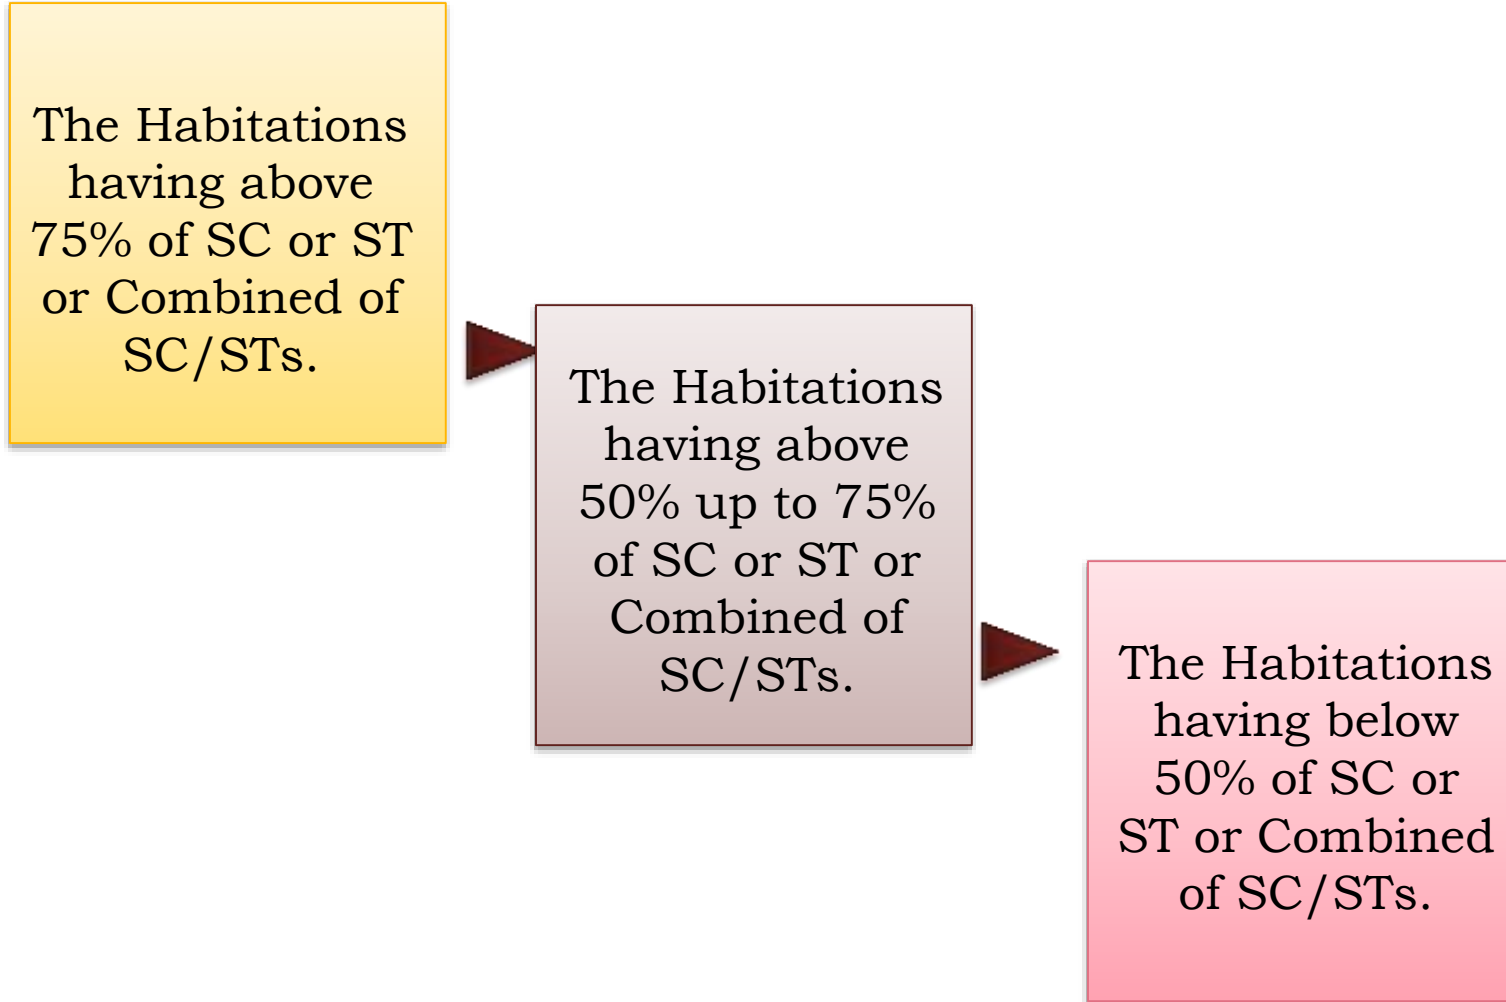 The Habitations
having above
75% of SC or ST
or Combined of
SC/STs.
The Habitations
having above
50% up to 75%
of SC or ST or
Combined of
SC/STs.
The Habitations
having below
50% of SC or
ST or Combined
of SC/STs.